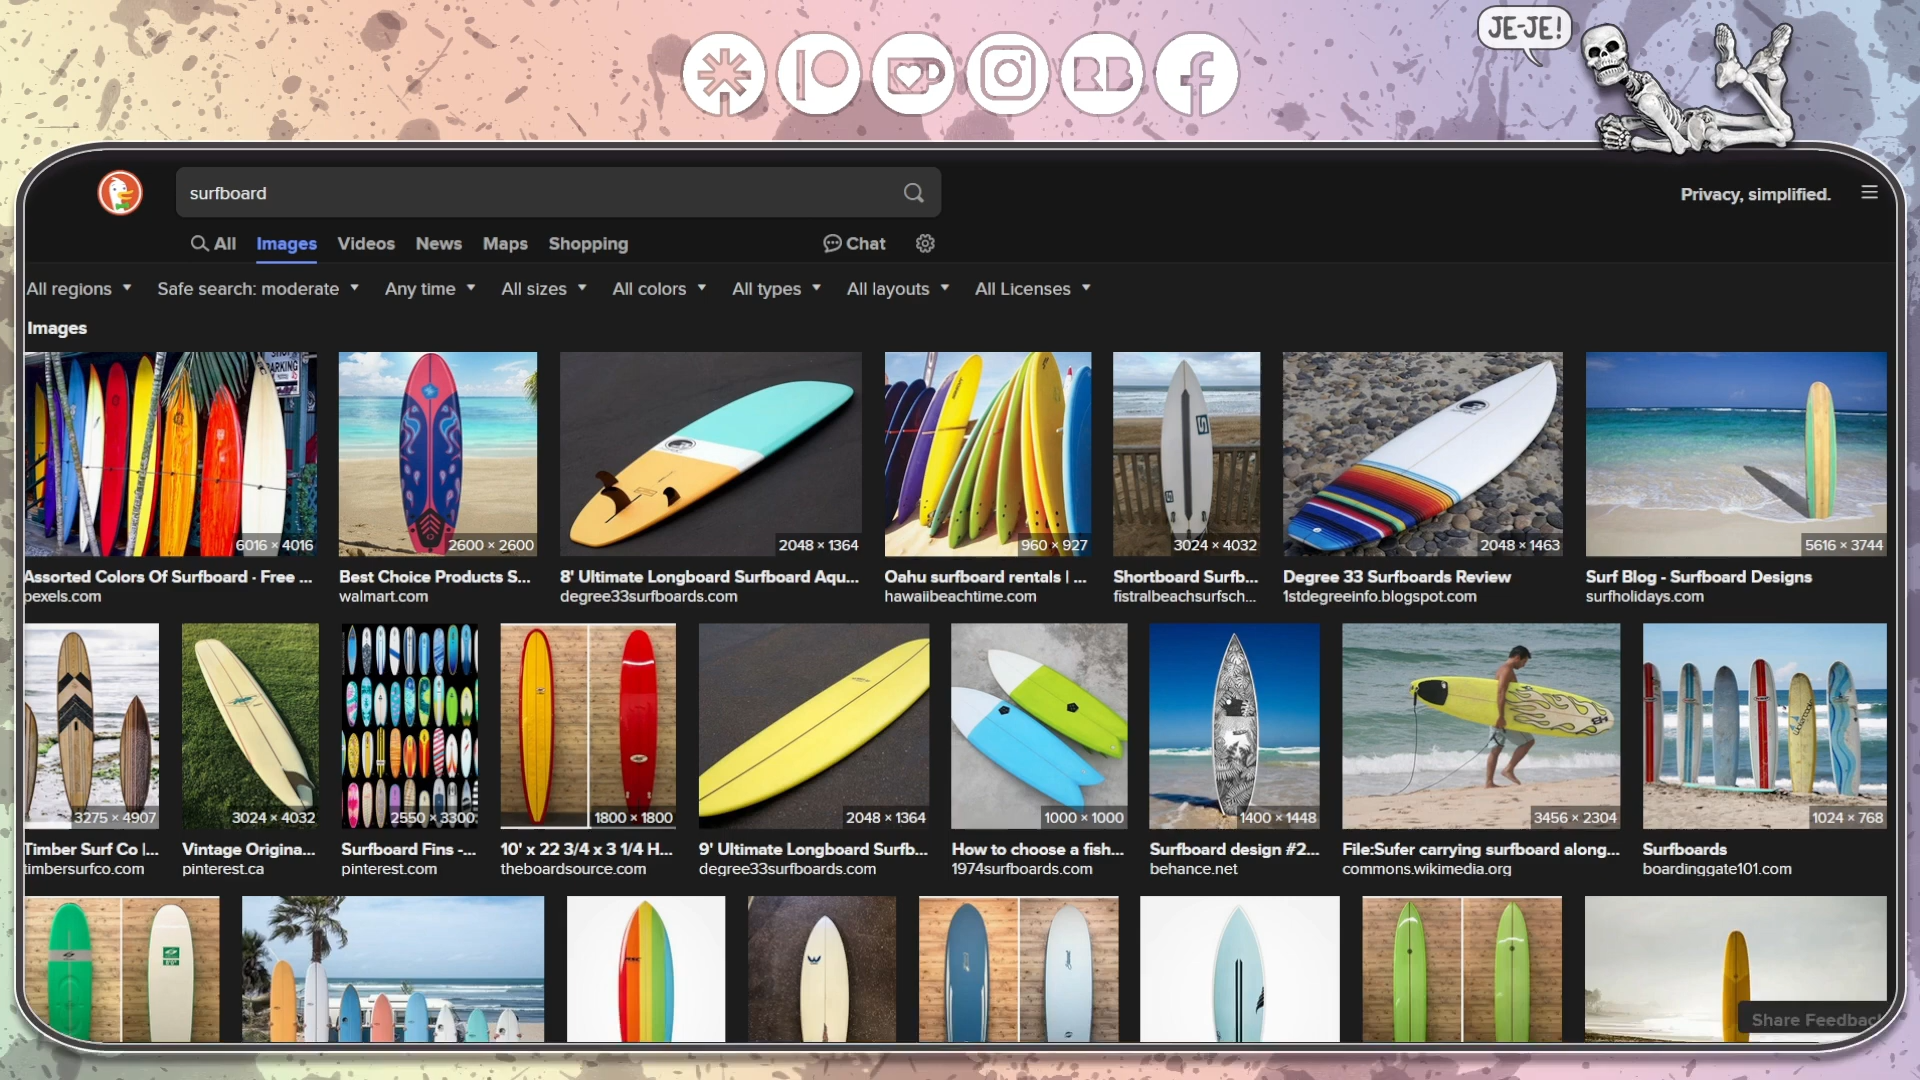 JE-JE!
surfboard
Privacy, simplified.
All Images Videos News Maps Shopping Chat
All regions Safe search: moderate Any time All sizes All colors All types All layouts All Licenses
Images
PARKING
6016 × 4016 2600 × 2600 2048 × 1364 960 × 927 3024 × 4032 2048 × 1463 5616 × 3744
Assorted Colors Of Surfboard - Free ... Best Choice Products S... 8' Ultimate Longboard Surfboard Aqu... Oahu surfboard rentals | ... Shortboard Surfb... Degree 33 Surfboards Review Surf Blog - Surfboard Designs
pexels.com walmart.com degree33surfboards.com hawaiibeachtime.com fistralbeachsurfsch... 1stdegreeinfo.blogspot.com surfholidays.com
3275 × 4907 3024 × 4032 2550 × 3300 1800 × 1800 2048 × 1364 1000 × 1000 1400 × 1448 3456 × 2304 1024 × 768
Timber Surf Co |... Vintage Origina... Surfboard Fins -... 10' x 22 3/4 x 3 1/4 H... 9' Ultimate Longboard Surfb... How to choose a fish... Surfboard design #2... File:Sufer carrying surfboard along... Surfboards
timbersurfco.com pinterest.ca pinterest.com theboardsource.com degree33surfboards.com 1974surfboards.com behance.net commons.wikimedia.org boardinggate101.com
Share Feedback